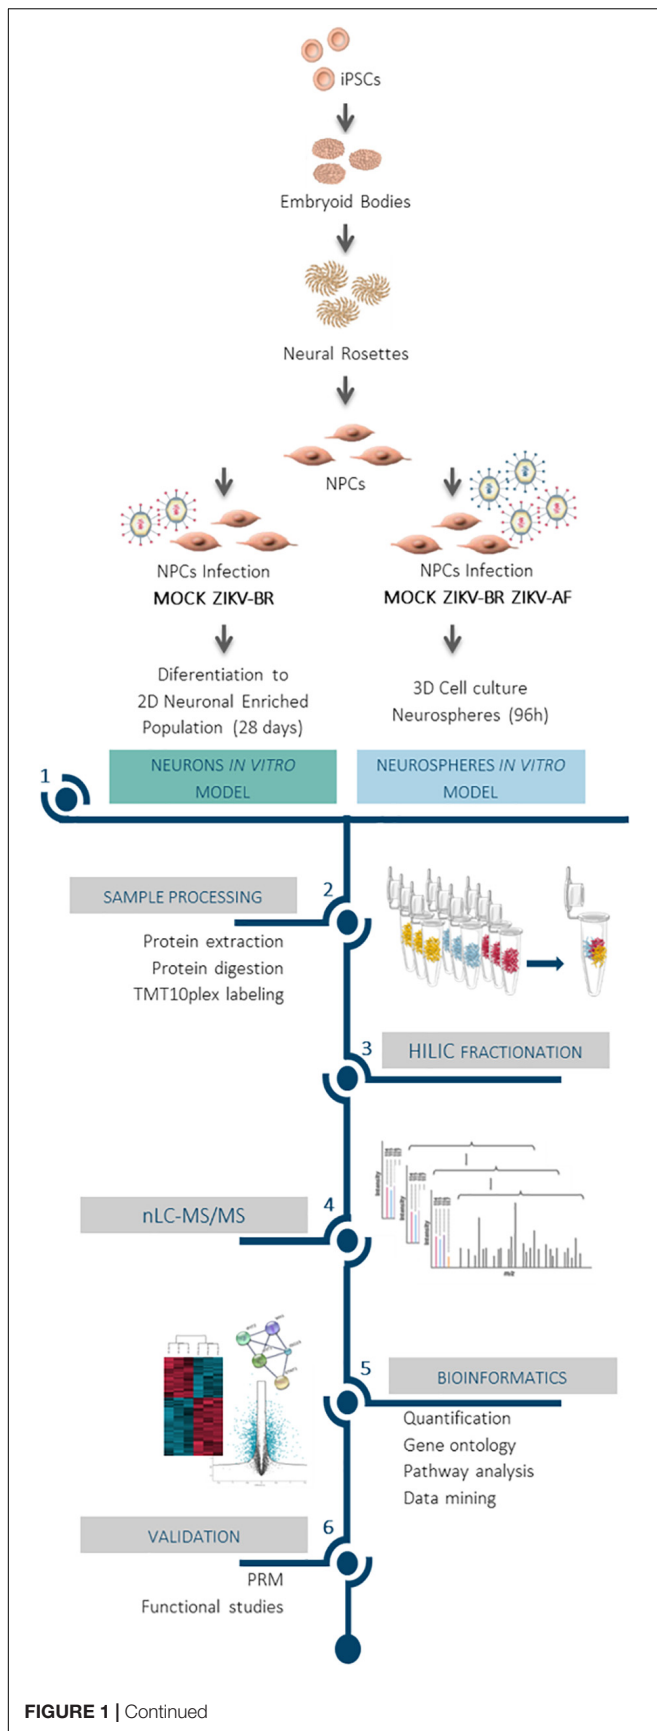 iPSCs
Embryoid Bodies
Neural Rosettes
NPCs
NPCs Infection
MOCK ZIKV-BR
NPCs Infection
MOCK ZIKV-BR ZIKV-AF
Diferentiation to
2D Neuronal Enriched
Population (28 days)
3D Cell culture
Neurospheres (96h)
1
NEURONS IN VITRO
MODEL
NEUROSPHERES IN VITRO
MODEL
2
SAMPLE PROCESSING
Protein extraction
Protein digestion
TMT10plex labeling
3
HILIC FRACTIONATION
4
nLC-MS/MS
Intensity
Intensity
Intensity
m/z
5
BIOINFORMATICS
Quantification
Gene ontology
Pathway analysis
Data mining
6
VALIDATION
PRM
Functional studies
FIGURE 1 | Continued